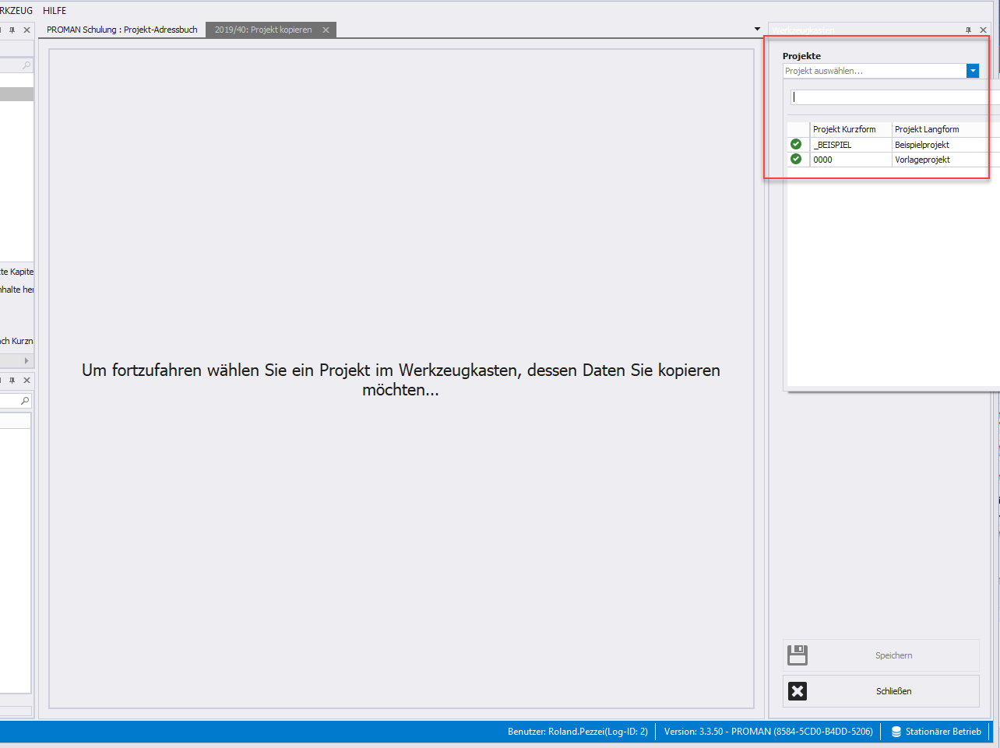 RKZEUG HILFE
PROMAN Schulung : Projekt-Adressbuch
2019/40: Projekt kopieren
Werkzeugkasten
Projekte
Projekt auswählen...
Projekt Kurzform Projekt Langform
_BEISPIEL Beispielprojekt
0000 Vorlageprojekt
te Kapite
nhalte her
ch Kurzn
Um fortzufahren wählen Sie ein Projekt im Werkzeugkasten, dessen Daten Sie kopieren
möchten...
Speichern
Schließen
Benutzer: Roland.Pezzei(Log-ID: 2) Version: 3.3.50 - PROMAN (8584-5CD0-B4DD-5206) Stationärer Betrieb